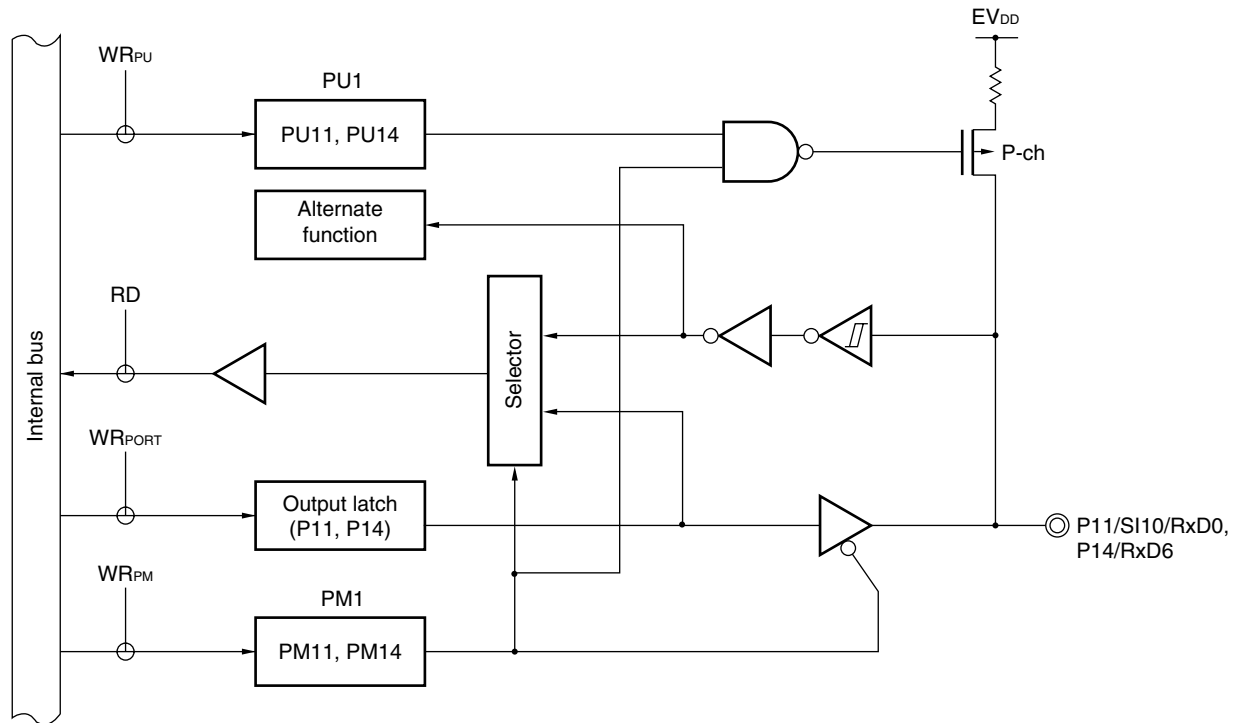 EVDD
WRPU
PU1
PU11, PU14
P-ch
Alternate
function
RD
Selector
Internal bus
WRPORT
Output latch
(P11, P14)
P11/SI10/RxD0,
P14/RxD6
WRPM
PM1
PM11, PM14